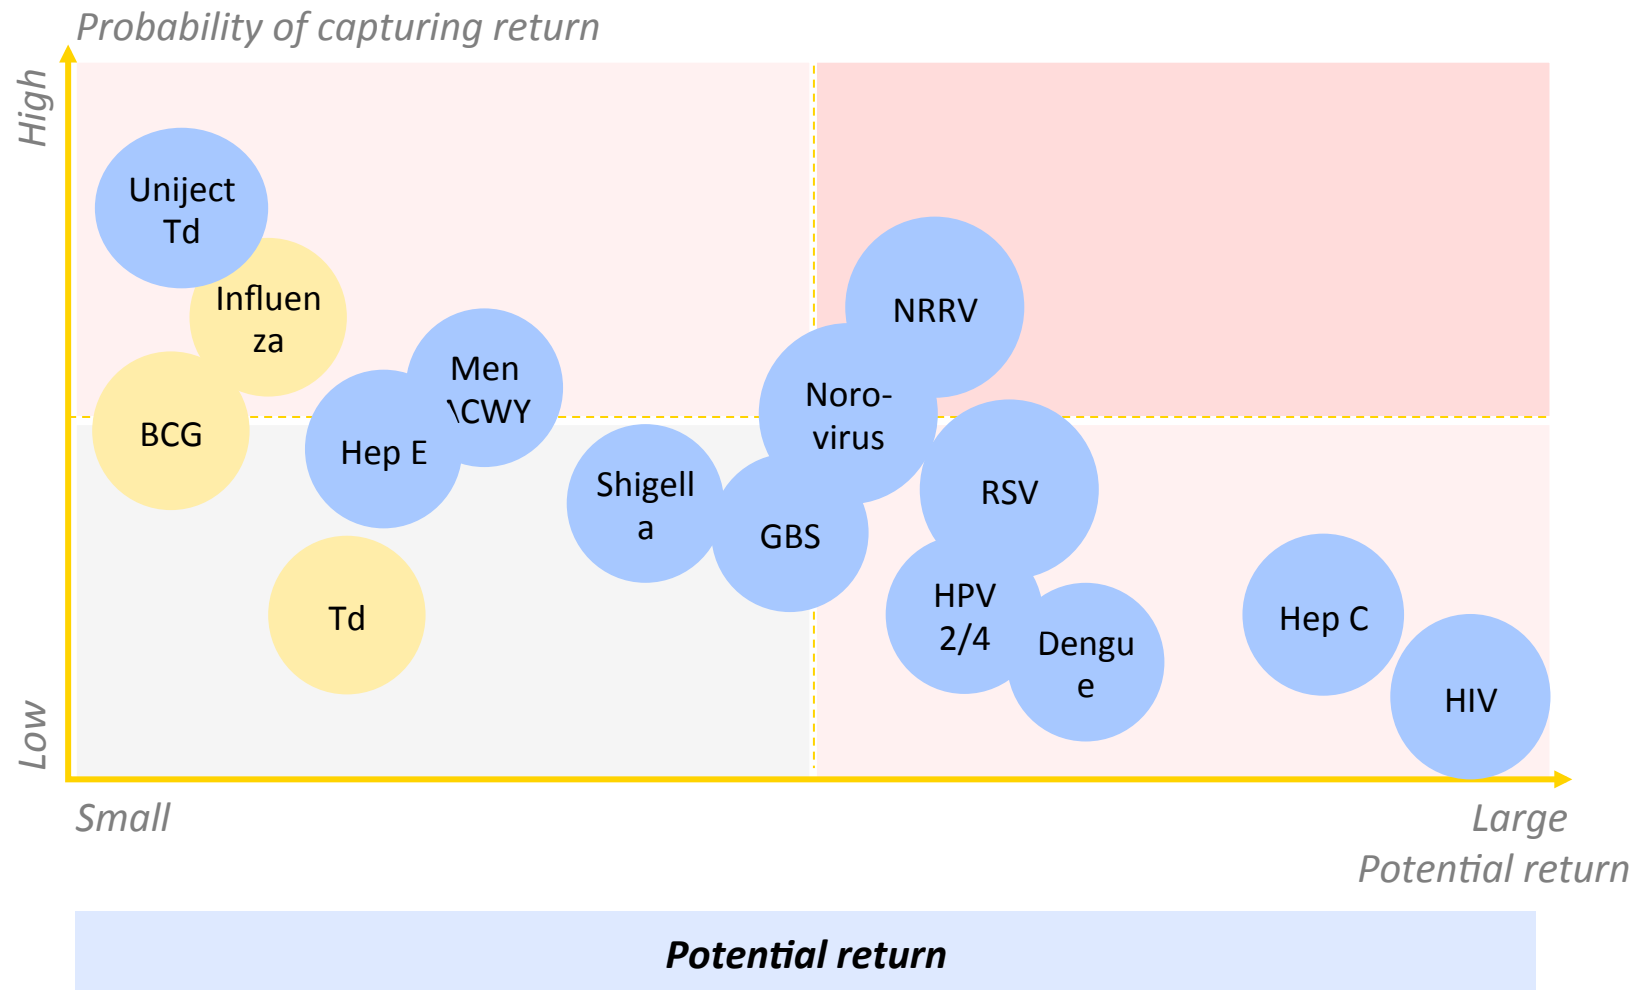 Probability of capturing return
High
Uniject
Td
Influen
za
NRRV
Men
\CWY
Noro-
virus
BCG
Hep E
Shigell
a
RSV
GBS
HPV
2/4
Td
Hep C
Dengu
e
HIV
Low
Small
Large
Potential return
Potential return